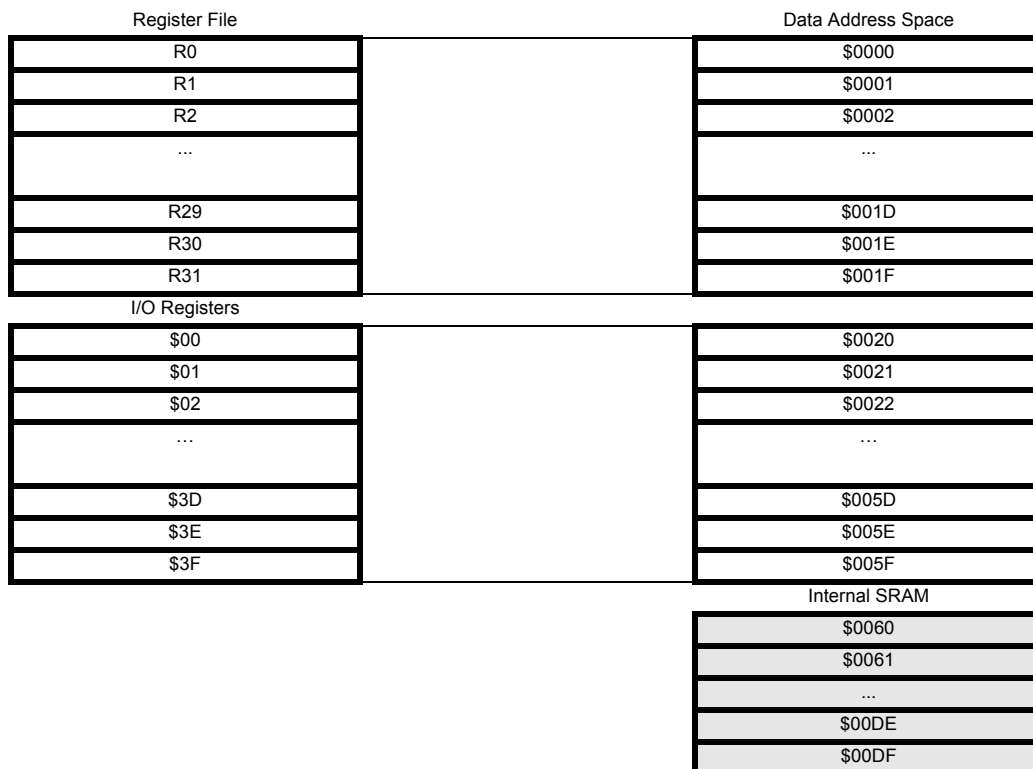 Register File Data Address Space
R0 $0000
R1 $0001
R2 $0002
... ...
R29 $001D
R30 $001E
R31 $001F
I/O Registers
$00 $0020
$01 $0021
$02 $0022
… …
$3D $005D
$3E $005E
$3F $005F
Internal SRAM
$0060
$0061
...
$00DE
$00DF